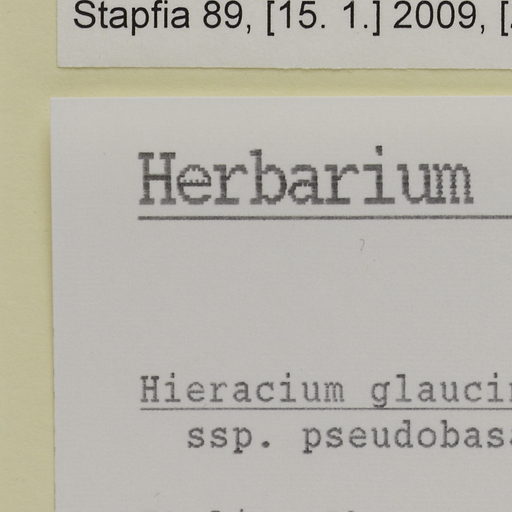 Stapfia 89, [15. 1.] 2009, [
Herbarium
Hieracium glauci
ssp. pseudobas